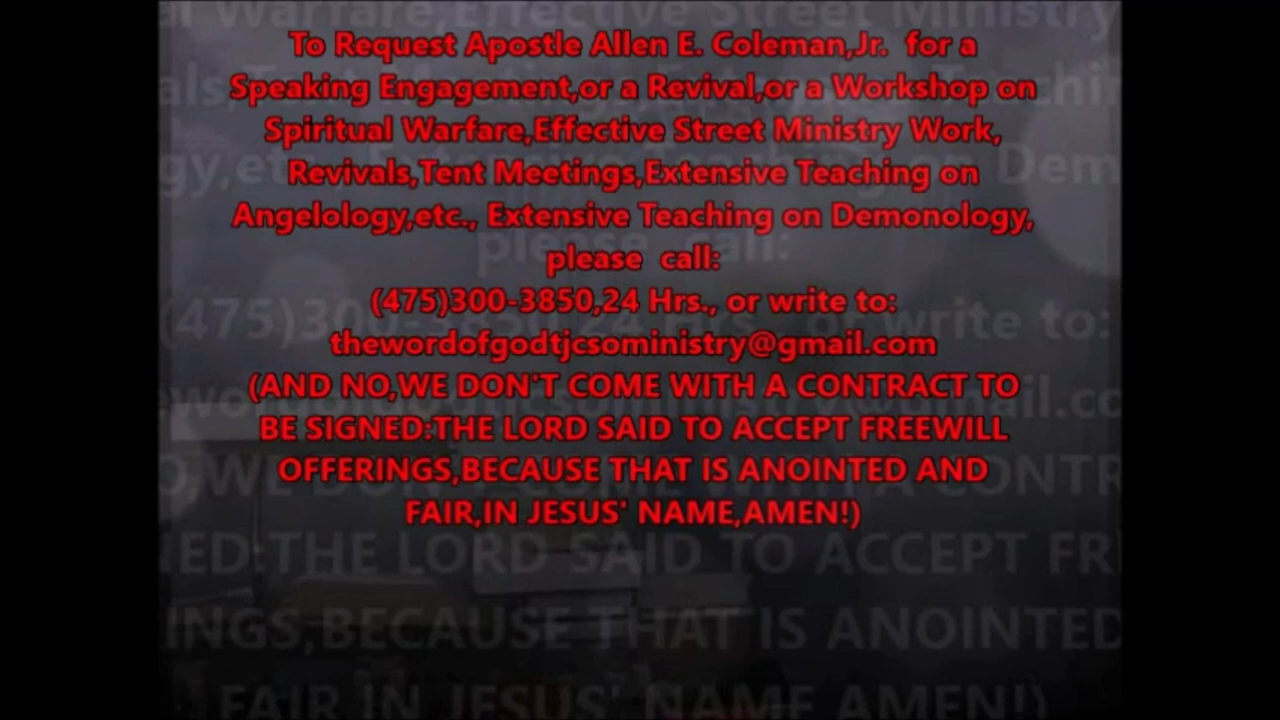 To Request Apostle Allen E. Coleman,Jr.  for a
Speaking Engagement,or a Revival,or a Workshop on
Spiritual Warfare,Effective Street Ministry Work,
Revivals,Tent Meetings,Extensive Teaching on
Angelology,etc., Extensive Teaching on Demonology,
please  call:
(475)300-3850,24 Hrs., or write to:
thewordofgodtjcsoministry@gmail.com
(AND NO,WE DON'T COME WITH A CONTRACT TO
BE SIGNED:THE LORD SAID TO ACCEPT FREEWILL
OFFERINGS,BECAUSE THAT IS ANOINTED AND
FAIR,IN JESUS' NAME,AMEN!)